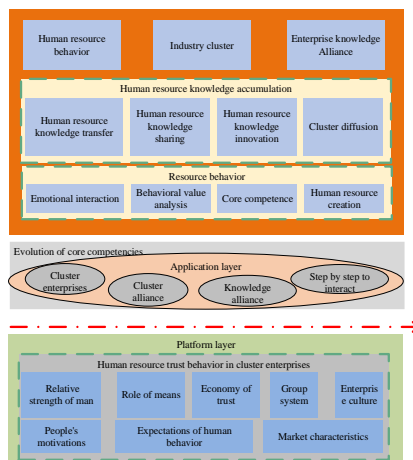 Human resource
behavior
Industry cluster
Enterprise knowledge
Alliance
Human resource knowledge accumulation
Human resource
knowledge transfer
Human resource
knowledge
sharing
Human resource
knowledge
innovation
Cluster diffusion
Resource behavior
Emotional interaction
Behavioral value
analysis
Core competence
Human resource
creation
Evolution of core competencies
Application layer
Cluster
enterprises
Cluster
alliance
Knowledge
alliance
Step by step to
interact
Platform layer
Human resource trust behavior in cluster enterprises
Relative
strength of man
Role of means
Economy of
trust
Group
system
Enterpris
e culture
People's
motivations
Expectations of human
behavior
Market characteristics